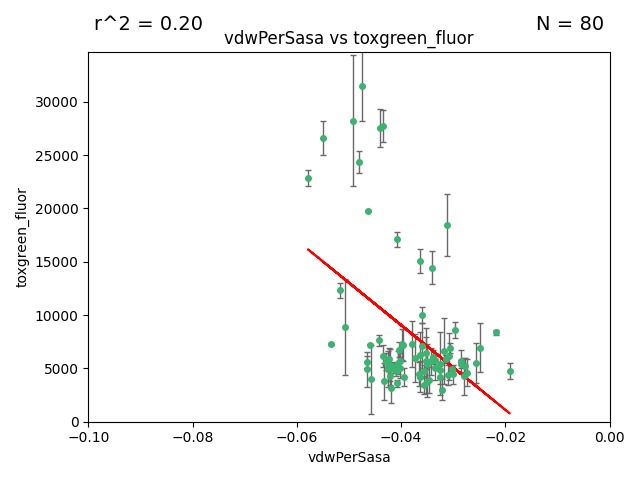 r^2 = 0.20 N = 80
vdwPerSasa vs toxgreen_fluor
30000
25000
20000
15000
10000
5000
0
toxgreen_fluor
−0.10 −0.08 −0.06 −0.04 −0.02 0.00
vdwPerSasa